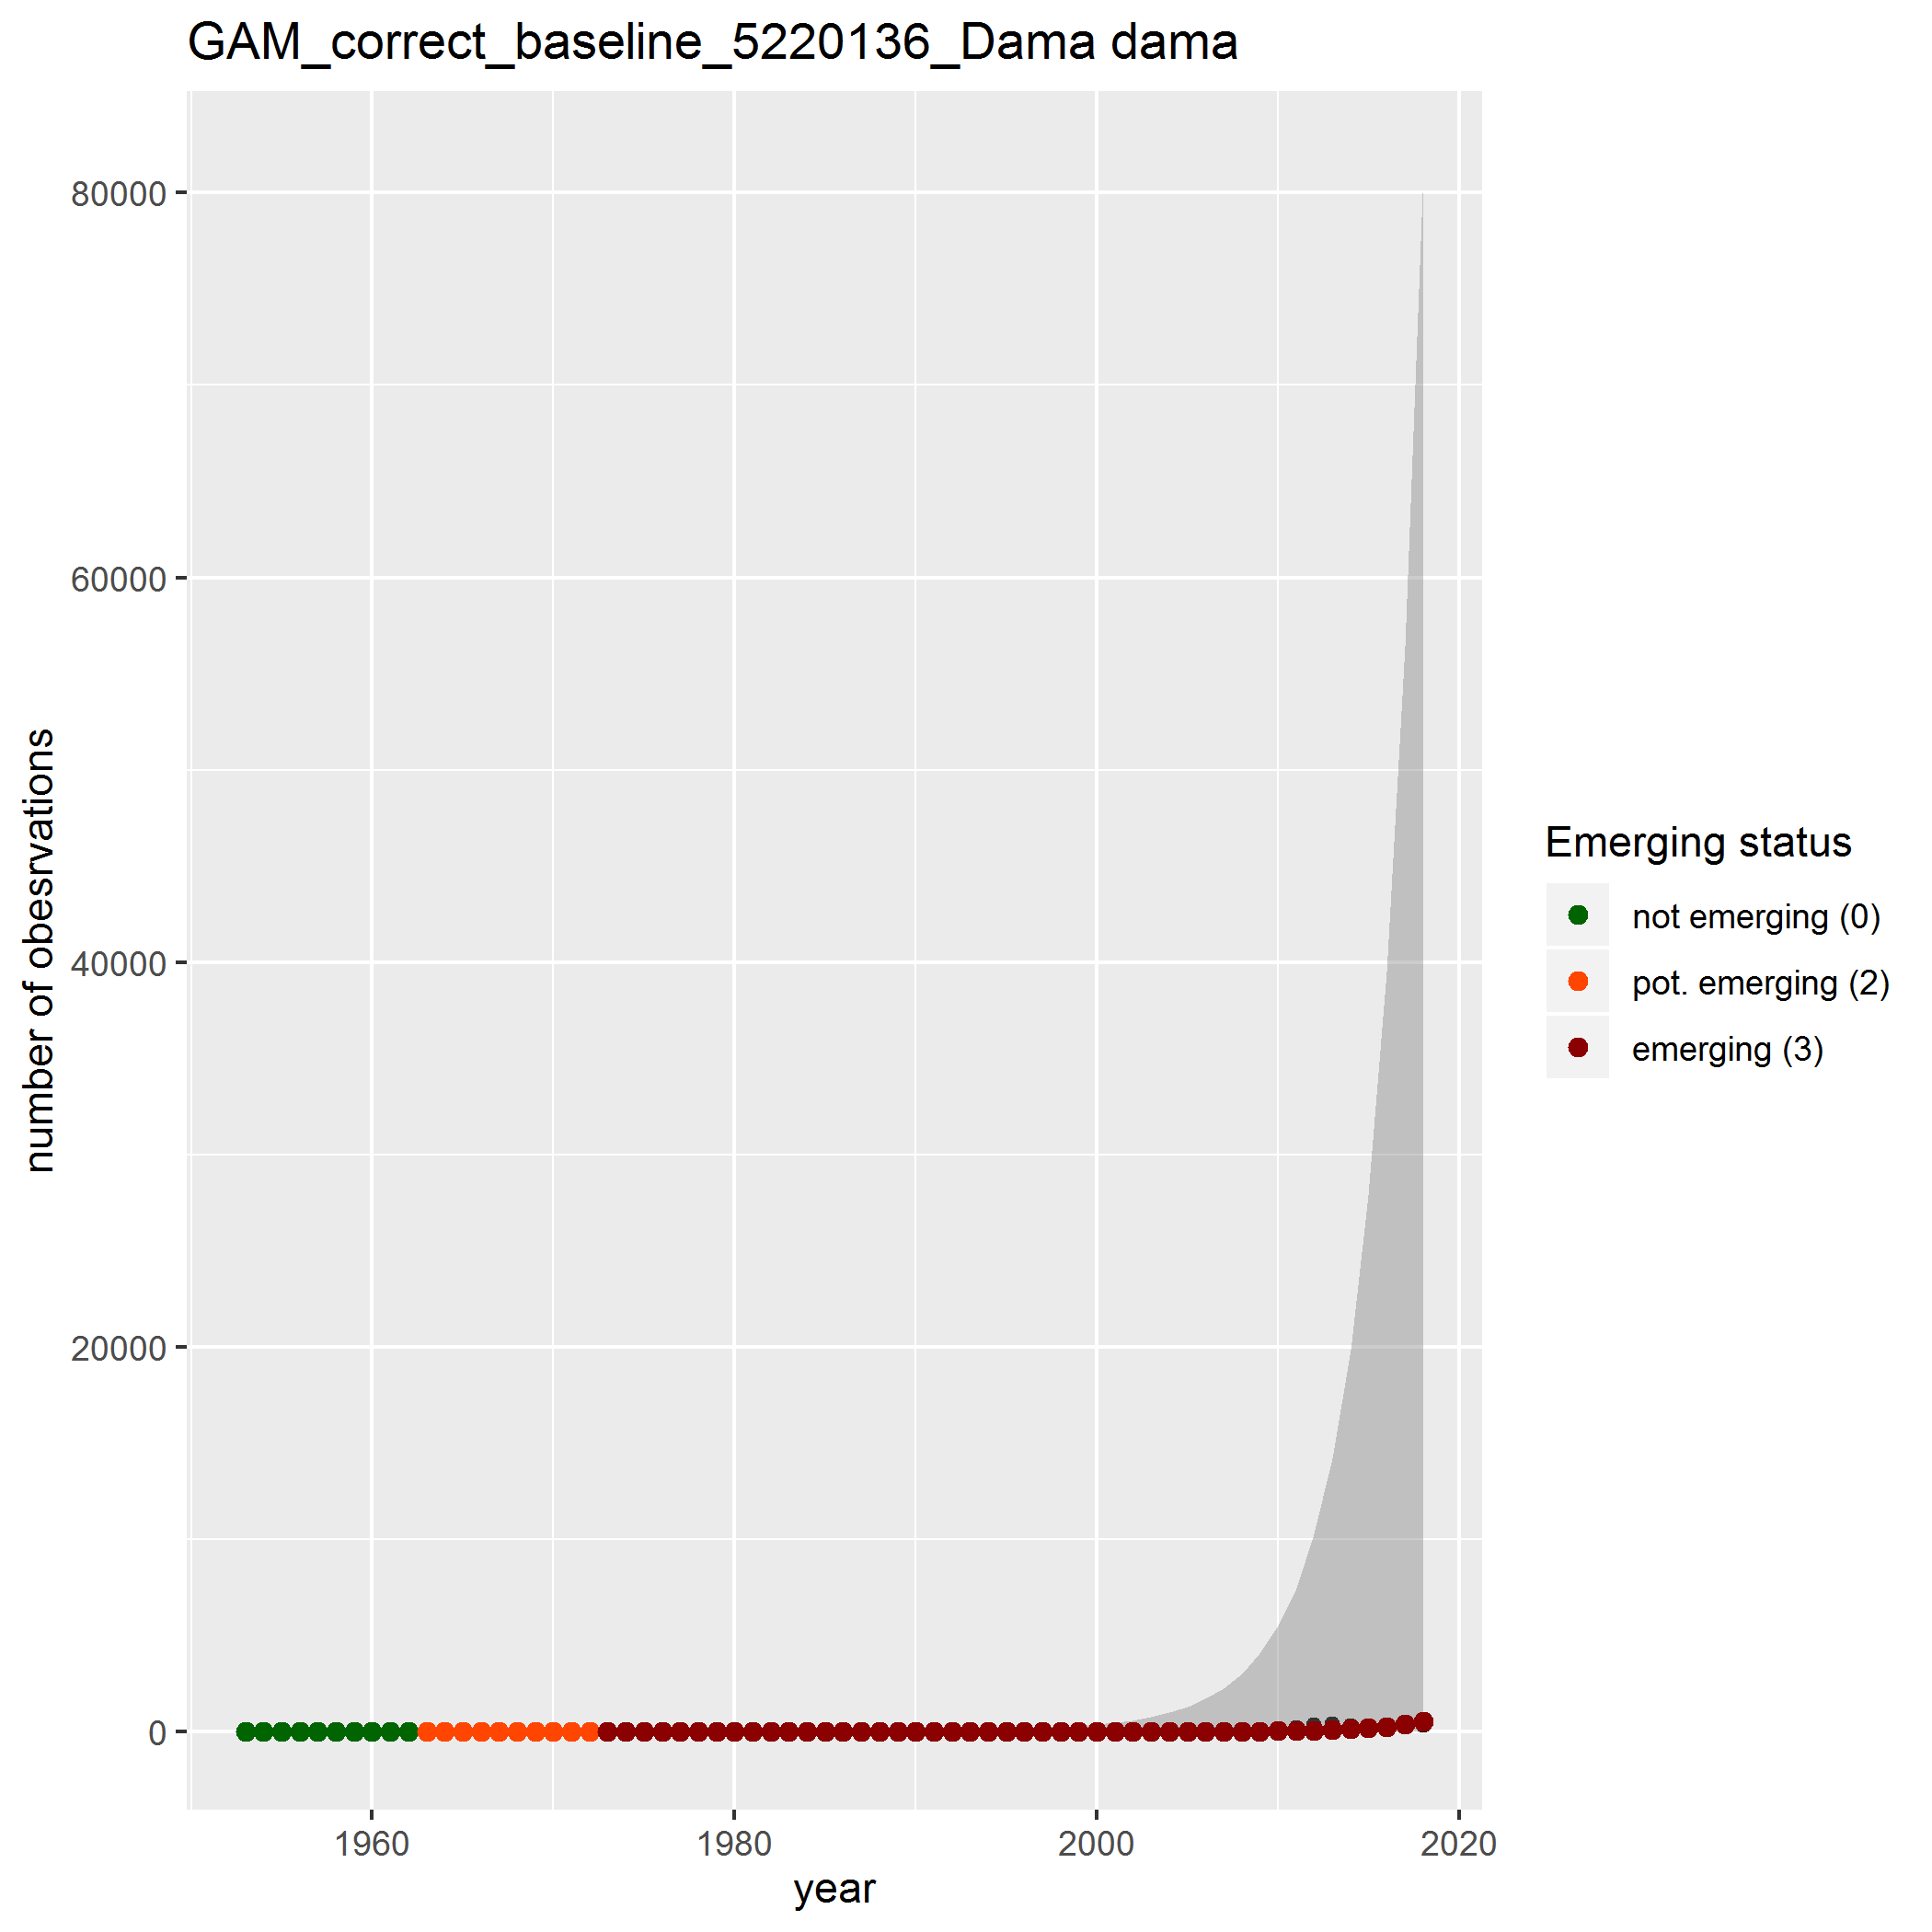 GAM_correct_baseline_5220136_Dama dama
80000
60000
40000
20000
0
number of obesrvations
1960
1980
2000
2020
year
Emerging status
not emerging (0)
pot. emerging (2)
emerging (3)